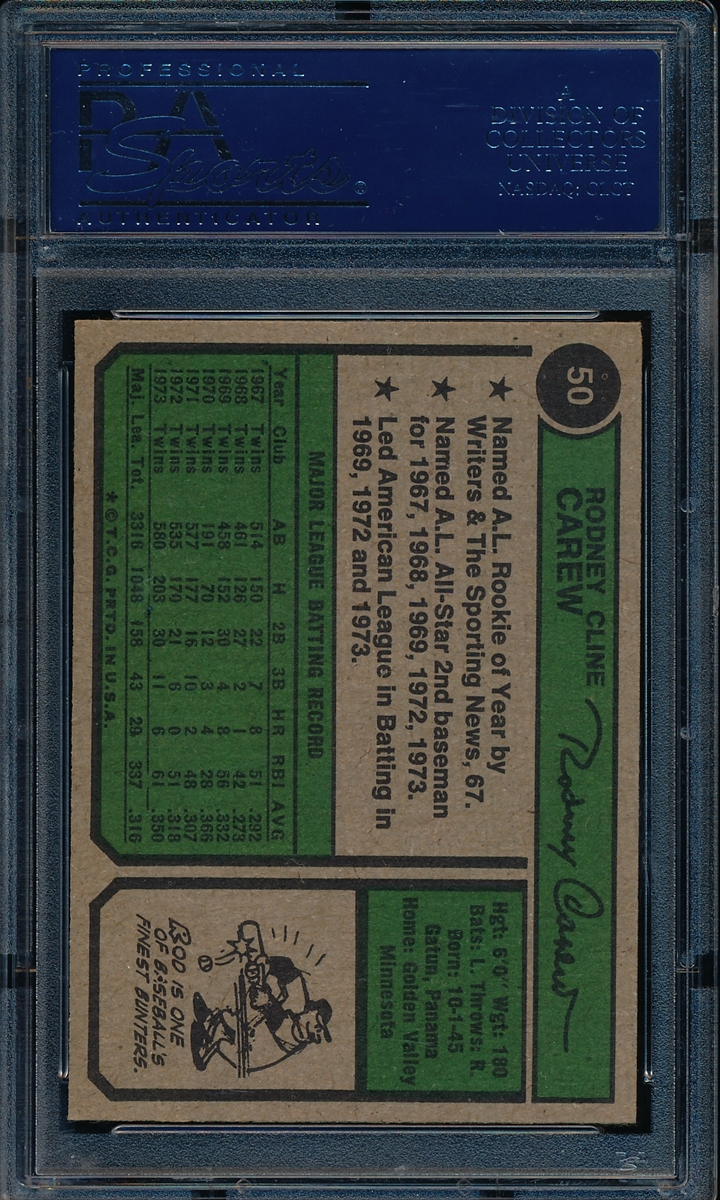 PROFESSIONAL
PSA
Sports®
AUTHENTICATOR
A
DIVISION OF
COLLECTORS
UNIVERSE
NASDAQ: CLCT
50
RODNEY CLINE
CAREW
Rodney Carew
★ Named A.L. Rookie of Year by
Writers & The Sporting News, 67.
★ Named A.L. All-Star 2nd baseman
for 1967, 1968, 1969, 1972, 1973.
★ Led American League in Batting in
1969, 1972 and 1973.
MAJOR LEAGUE BATTING RECORD
Year Club AB H 2B 3B HR RBI AVG
1967 Twins 514 150 22 7 8 51 .292
1968 Twins 461 126 27 2 1 42 .273
1969 Twins 458 152 30 4 8 56 .332
1970 Twins 191 70 12 3 4 28 .366
1971 Twins 577 177 16 10 2 48 .307
1972 Twins 535 170 21 6 0 51 .318
1973 Twins 580 203 30 11 6 61 .350
Maj. Lea. Tot. 3316 1048 158 43 29 337 .316
* © T.C.G. PRTD. IN U.S.A.
Hgt: 6'0" Wgt: 180
Bats: L. Throws: R.
Born: 10-1-45
Gatun, Panama
Home: Golden Valley
Minnesota
ROD IS ONE
OF BASEBALL'S
FINEST BUNTERS.